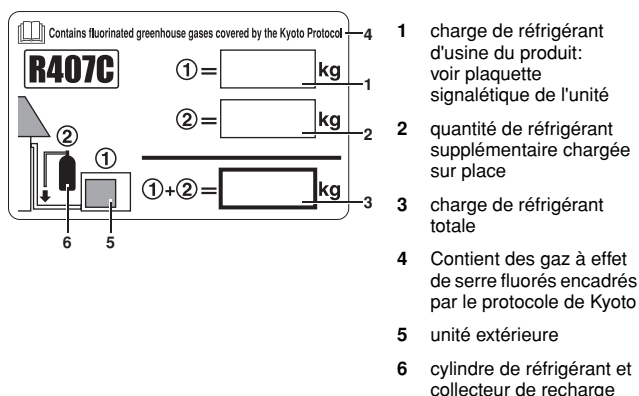 Contains fluorinated greenhouse gases covered by the Kyoto Protocol 4
R407C
①= kg
1
②= kg
2
②
①
①+②= kg
3
6 5
1 charge de réfrigérant
d'usine du produit:
voir plaquette
signalétique de l'unité
2 quantité de réfrigérant
supplémentaire chargée
sur place
3 charge de réfrigérant
totale
4 Contient des gaz à effet
de serre fluorés encadrés
par le protocole de Kyoto
5 unité extérieure
6 cylindre de réfrigérant et
collecteur de recharge